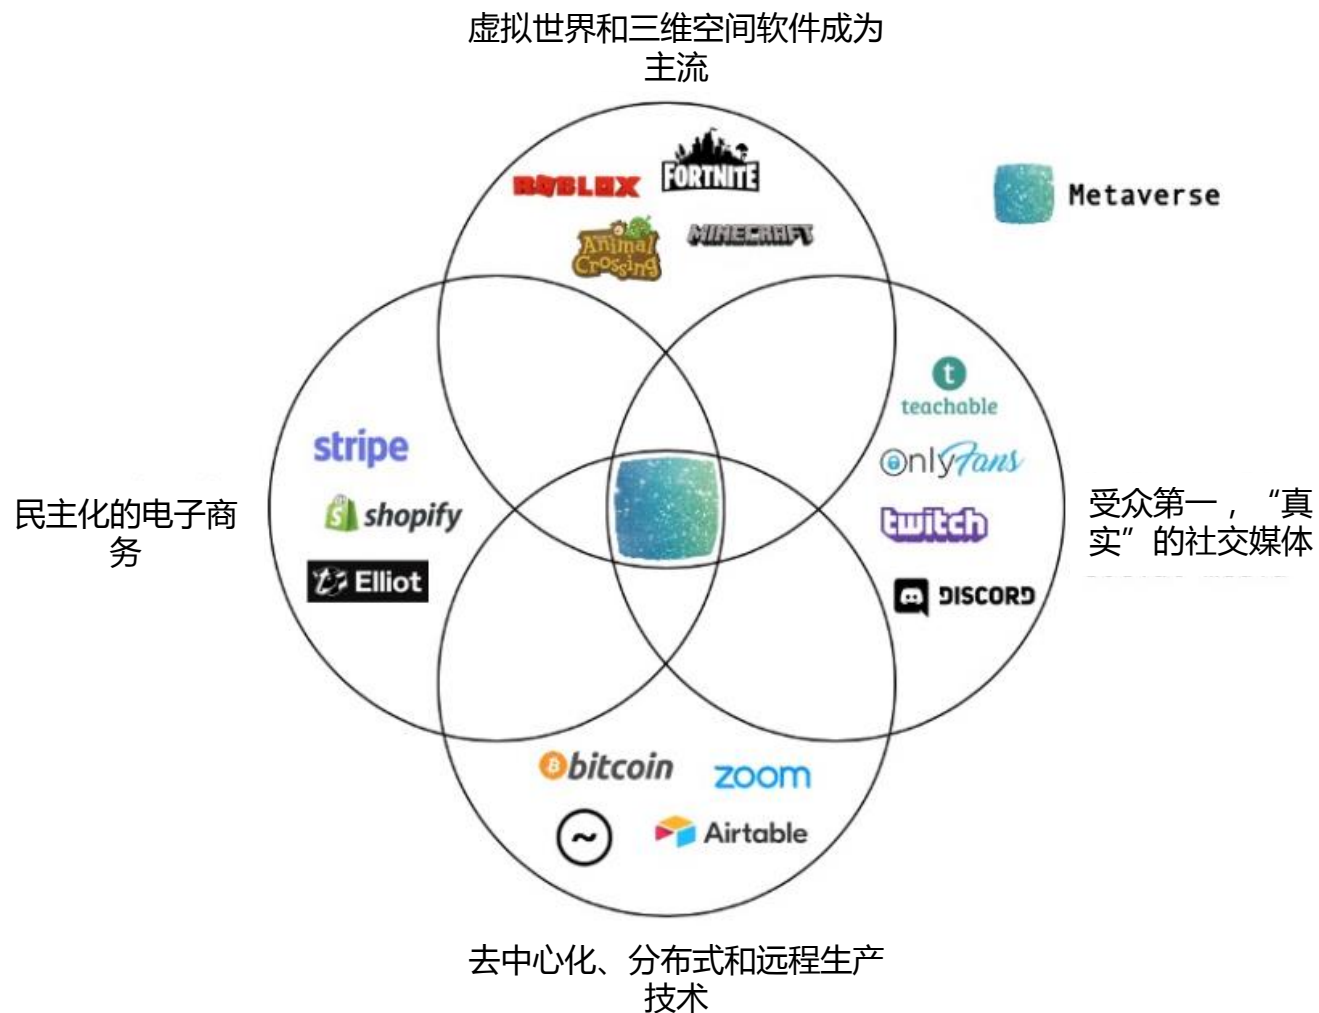 虚拟世界和三维空间软件成为
主流
FORTNITE
ROBLOX
Metaverse
MINECRAFT
Animal
Crossing
t
teachable
stripe
OnlyFans
民主化的电子商
务
shopify
twitch
受众第一，“真
实”的社交媒体
Elliot
DISCORD
bitcoin
zoom
~
Airtable
去中心化、分布式和远程生产
技术